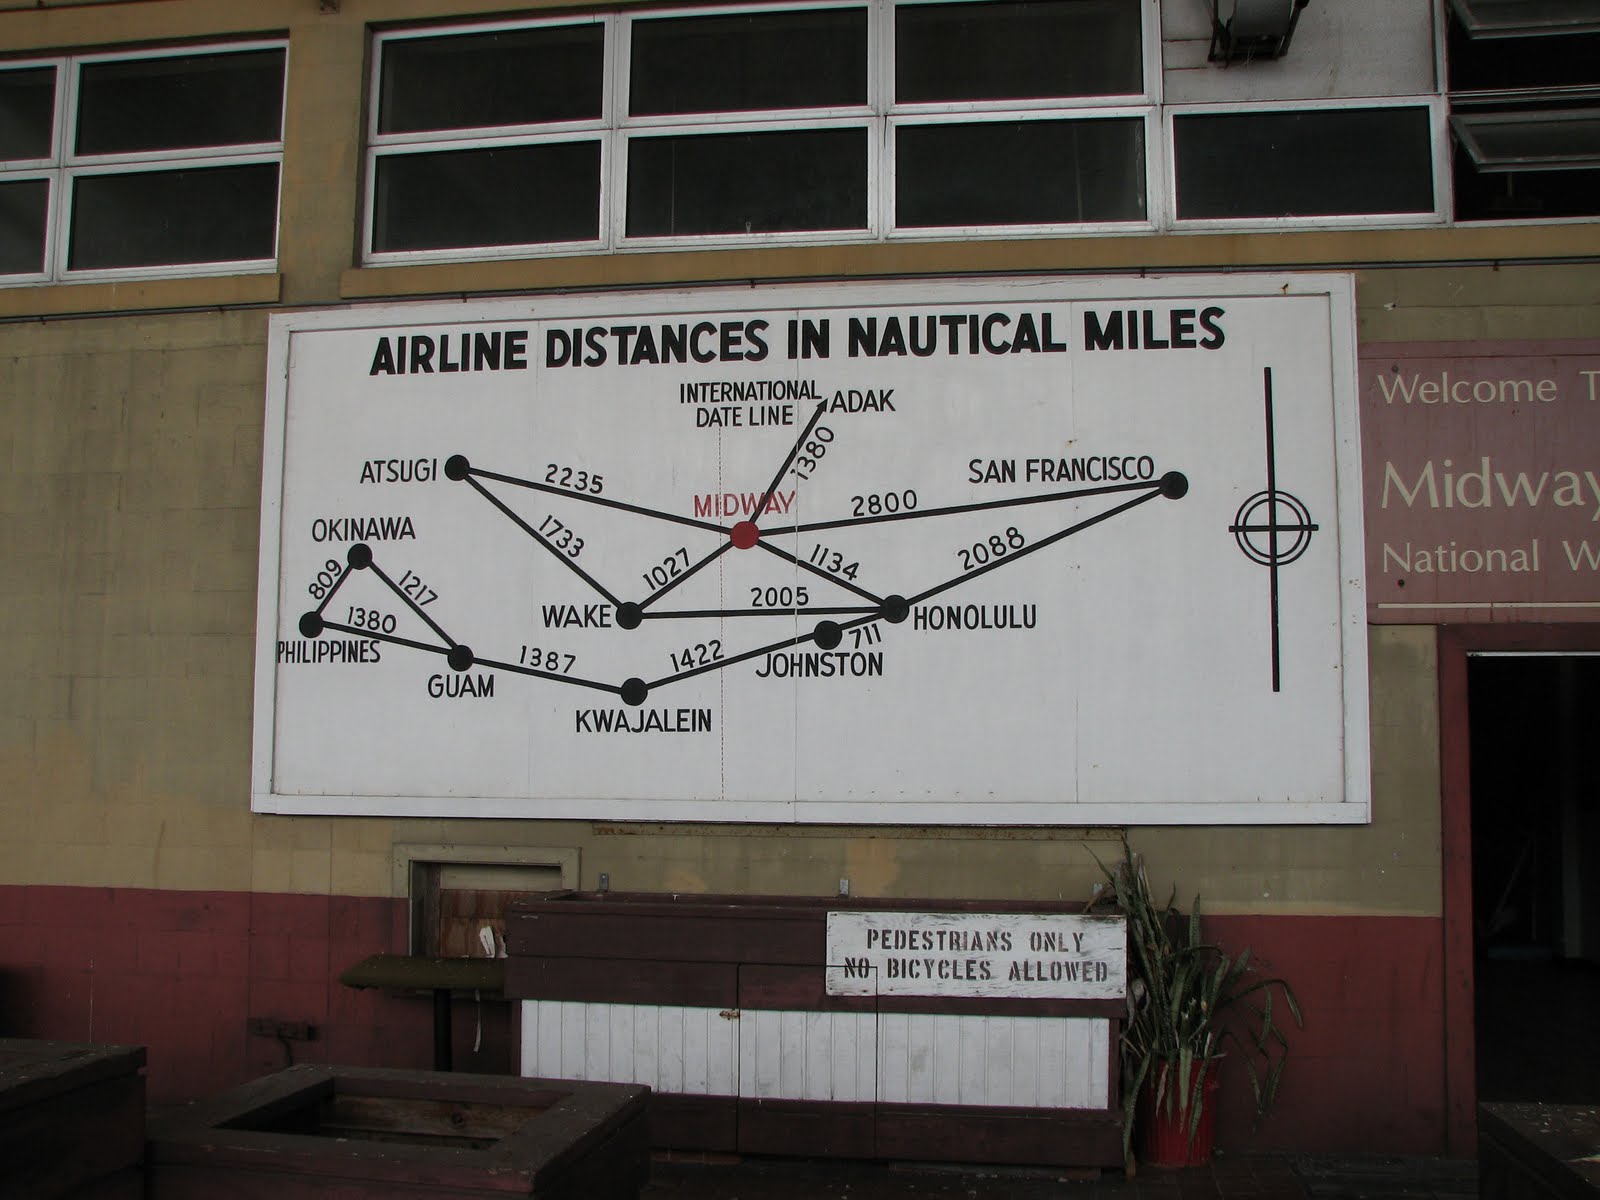 AIRLINE DISTANCES IN NAUTICAL MILES
INTERNATIONAL
DATE LINE
ADAK
1380
ATSUGI
2235
MIDWAY
2800
SAN FRANCISCO
OKINAWA
1733
1027
1134
2088
809
1217
1380
WAKE
2005
HONOLULU
PHILIPPINES
GUAM
1387
1422
711
JOHNSTON
KWAJALEIN
Welcome
Midway
National
PEDESTRIANS ONLY
NO BICYCLES ALLOWED